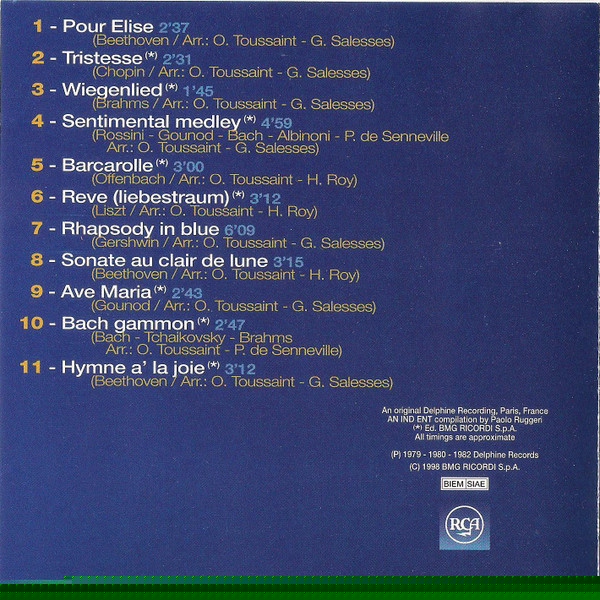 1 - Pour Elise 2'37
(Beethoven / Arr.: O. Toussaint - G. Salesses)
2 - Tristesse (*) 2'31
(Chopin / Arr.: O. Toussaint - G. Salesses)
3 - Wiegenlied (*) 1'45
(Brahms / Arr.: O. Toussaint - G. Salesses)
4 - Sentimental medley (*) 4'59
(Rossini - Gounod - Bach - Albinoni - P. de Senneville
Arr.: O. Toussaint - G. Salesses)
5 - Barcarolle (*) 3'00
(Offenbach / Arr.: O. Toussaint - H. Roy)
6 - Reve (liebestraum) (*) 3'12
(Liszt / Arr.: O. Toussaint - H. Roy)
7 - Rhapsody in blue 6'09
(Gershwin / Arr.: O. Toussaint - G. Salesses)
8 - Sonate au clair de lune 3'15
(Beethoven / Arr.: O. Toussaint - H. Roy)
9 - Ave Maria (*) 2'43
(Gounod / Arr.: O. Toussaint - G. Salesses)
10 - Bach gammon (*) 2'47
(Bach - Tchaikovsky - Brahms
Arr.: O. Toussaint - P. de Senneville)
11 - Hymne a' la joie (*) 3'12
(Beethoven / Arr.: O. Toussaint - G. Salesses)
An original Delphine Recording, Paris, France
AN IND ENT compilation by Paolo Ruggeri
(*) Ed. BMG RICORDI S.p.A.
All timings are approximate
(P) 1979 - 1980 - 1982 Delphine Records
(C) 1998 BMG RICORDI S.p.A.
BIEM SIAE
RCA